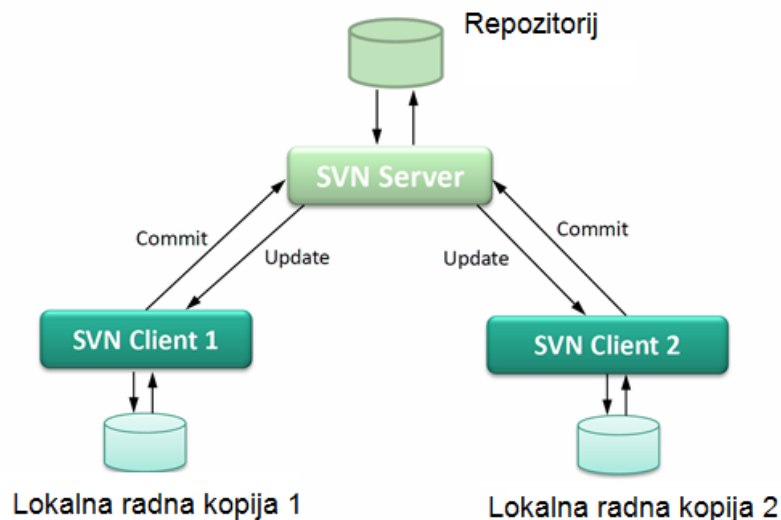 Repozitorij
SVN Server
Commit
Update
Update
Commit
SVN Client 1
SVN Client 2
Lokalna radna kopija 1
Lokalna radna kopija 2